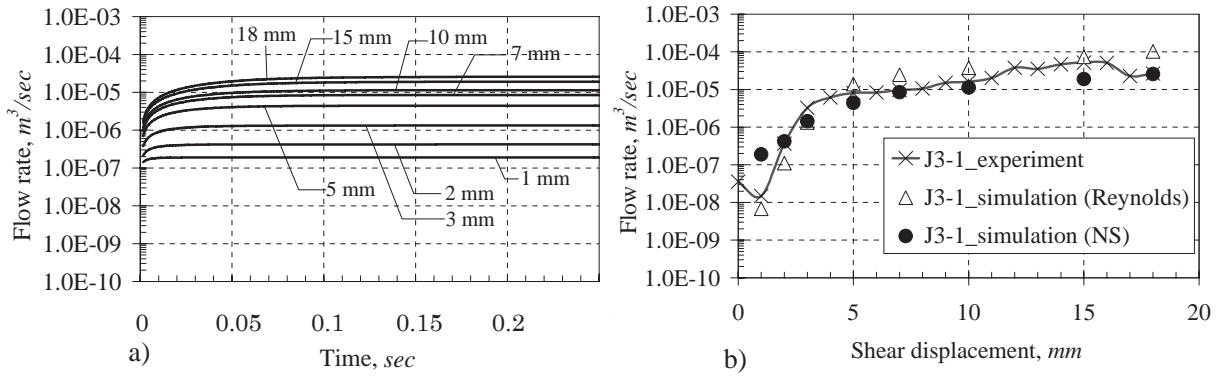 1.0E-03
1.0E-04
1.0E-05
1.0E-06
1.0E-07
1.0E-08
1.0E-09
1.0E-10
Flow rate, m³/sec
18 mm
15 mm
10 mm
7 mm
5 mm
2 mm
3 mm
1 mm
0
0.05
0.1
0.15
0.2
Time, sec
a)
1.0E-03
1.0E-04
1.0E-05
1.0E-06
1.0E-07
1.0E-08
1.0E-09
1.0E-10
Flow rate, m³/sec
J3-1_experiment
J3-1_simulation (Reynolds)
J3-1_simulation (NS)
0
5
10
15
20
Shear displacement, mm
b)